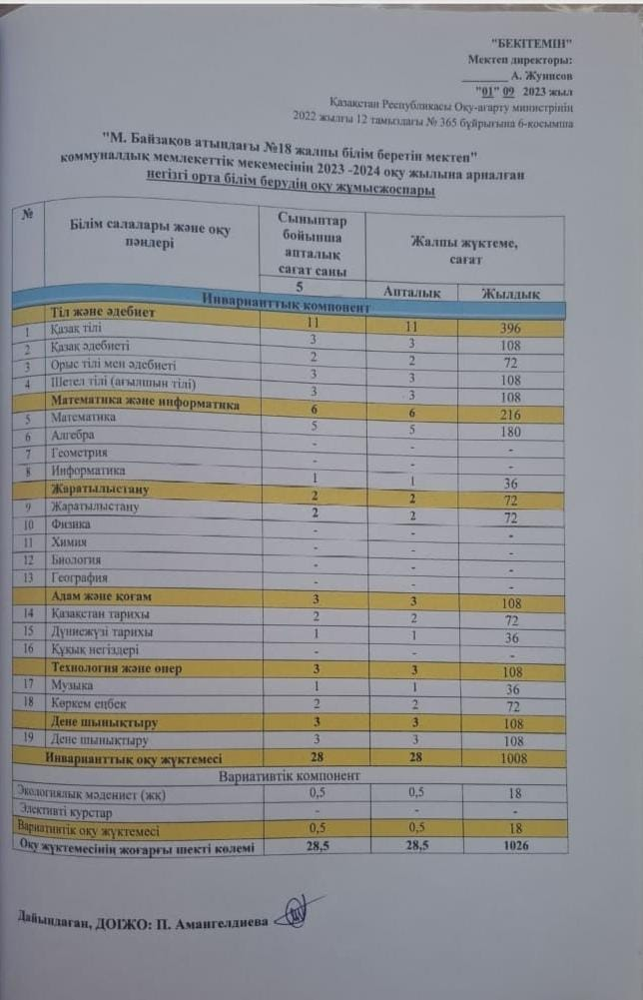 "БЕКІТЕМІН"
Мектеп директоры:
________ А. Жунисов
"01" 09 2023 жыл
Қазақстан Республикасы Оқу-ағарту министрінің
2022 жылғы 12 тамыздағы № 365 бұйрығына 6-қосымша
"М. Байзақов атындағы №18 жалпы білім беретін мектеп"
коммуналдық мемлекеттік мекемесінің 2023 -2024 оқу жылына арналған
негізгі орта білім берудің оқу жұмысжоспары
№ Білім салалары және оқу пәндері Сыныптар бойынша апталық сағат саны Жалпы жүктеме, сағат
5 Апталық Жылдық
Инварианттық компонент
Тіл және әдебиет 11 11 396
1 Қазақ тілі 3 3 108
2 Қазақ әдебиеті 2 2 72
3 Орыс тілі мен әдебиеті 3 3 108
4 Шетел тілі (ағылшын тілі) 3 3 108
Математика және информатика 6 6 216
5 Математика 5 5 180
6 Алгебра - - -
7 Геометрия - - -
8 Информатика 1 1 36
Жаратылыстану 2 2 72
9 Жаратылыстану 2 2 72
10 Физика - - -
11 Химия - - -
12 Биология - - -
13 География - - -
Адам және қоғам 3 3 108
14 Қазақстан тарихы 2 2 72
15 Дүниежүзі тарихы 1 1 36
16 Құқық негіздері - - -
Технология және өнер 3 3 108
17 Музыка 1 1 36
18 Көркем еңбек 2 2 72
Дене шынықтыру 3 3 108
19 Дене шынықтыру 3 3 108
Инварианттық оқу жүктемесі 28 28 1008
Вариативтік компонент
Экологиялық мәдениет (жқ) 0,5 0,5 18
Элективті курстар - - -
Вариативтік оқу жүктемесі 0,5 0,5 18
Оқу жүктемесінің жоғарғы шекті көлемі 28,5 28,5 1026
Дайындаған, ДОІЖО: П. Амангелдиева